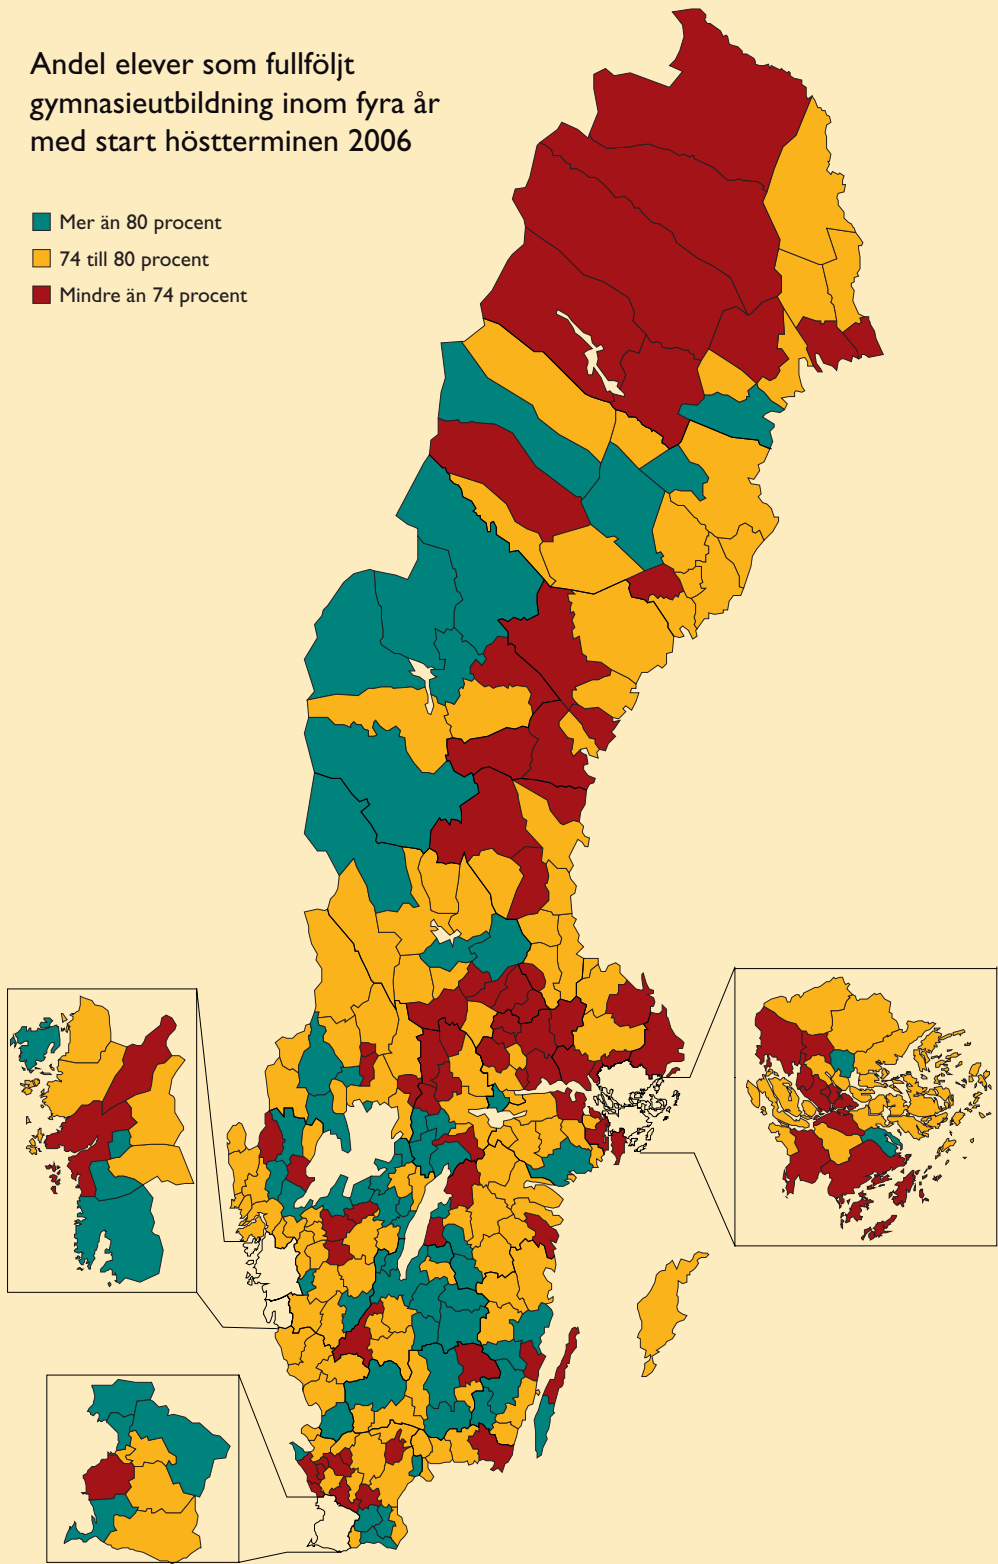 Andel elever som fullföljt
gymnasieutbildning inom fyra år
med start höstterminen 2006
Mer än 80 procent
74 till 80 procent
Mindre än 74 procent